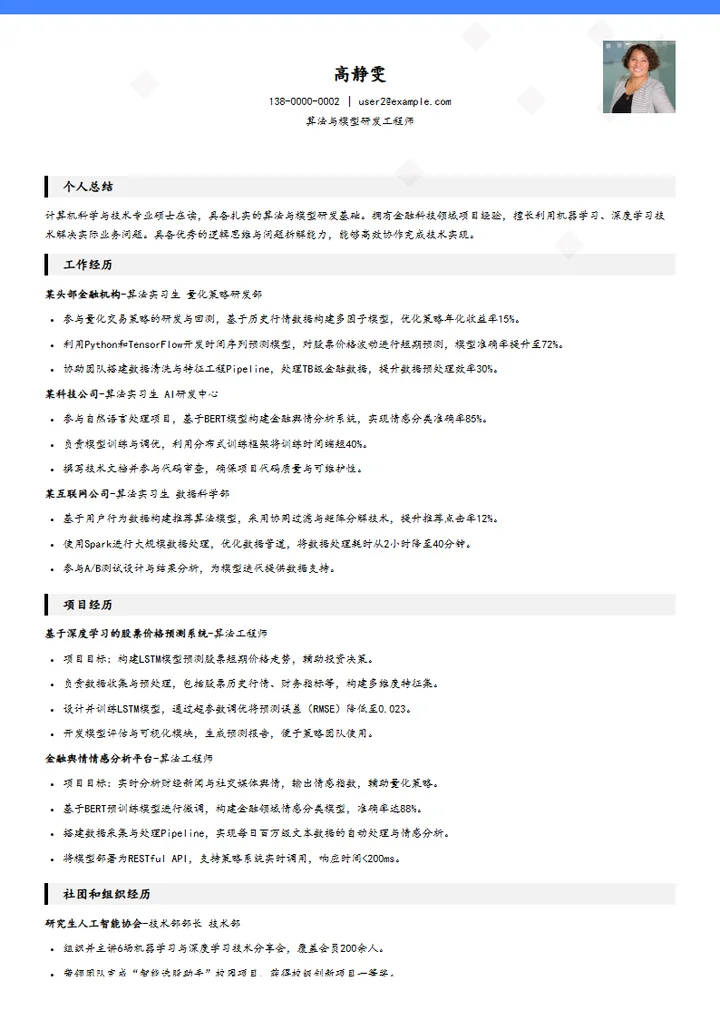 高静雯
138-0000-0002 | user2@example.com
算法与模型研发工程师
个人总结
计算机科学与技术专业硕士在读，具备扎实的算法与模型研发基础。拥有金融科技领域项目经验，擅长利用机器学习、深度学习技
术解决实际业务问题。具备优秀的逻辑思维与问题拆解能力，能够高效协作完成技术实现。
工作经历
某头部金融机构-算法实习生 量化策略研发部
• 参与量化交易策略的研发与回测，基于历史行情数据构建多因子模型，优化策略年化收益率15%。
• 利用Python和TensorFlow开发时间序列预测模型，对股票价格波动进行短期预测，模型准确率提升至72%。
• 协助团队搭建数据清洗与特征工程Pipeline，处理TB级金融数据，提升数据预处理效率30%。
某科技公司-算法实习生 AI研发中心
• 参与自然语言处理项目，基于BERT模型构建金融舆情分析系统，实现情感分类准确率85%。
• 负责模型训练与调优，利用分布式训练框架将训练时间缩短40%。
• 撰写技术文档并参与代码审查，确保项目代码质量与可维护性。
某互联网公司-算法实习生 数据科学部
• 基于用户行为数据构建推荐算法模型，采用协同过滤与矩阵分解技术，提升推荐点击率12%。
• 使用Spark进行大规模数据处理，优化数据管道，将数据处理耗时从2小时降至40分钟。
• 参与A/B测试设计与结果分析，为模型迭代提供数据支持。
项目经历
基于深度学习的股票价格预测系统-算法工程师
• 项目目标：构建LSTM模型预测股票短期价格走势，辅助投资决策。
• 负责数据收集与预处理，包括股票历史行情、财务指标等，构建多维度特征集。
• 设计并训练LSTM模型，通过超参数调优将预测误差（RMSE）降低至0.023。
• 开发模型评估与可视化模块，生成预测报告，便于策略团队使用。
金融舆情情感分析平台-算法工程师
• 项目目标：实时分析财经新闻与社交媒体舆情，输出情感指数，辅助量化策略。
• 基于BERT预训练模型进行微调，构建金融领域情感分类模型，准确率达88%。
• 搭建数据采集与处理Pipeline，实现每日百万级文本数据的自动处理与情感分析。
• 将模型部署为RESTful API，支持策略系统实时调用，响应时间<200ms。
社团和组织经历
研究生人工智能协会-技术部部长 技术部
• 组织并主讲6场机器学习与深度学习技术分享会，覆盖会员200余人。
• 带领团队完成“智能选股助手”校园项目，获得校级创新项目一等奖。